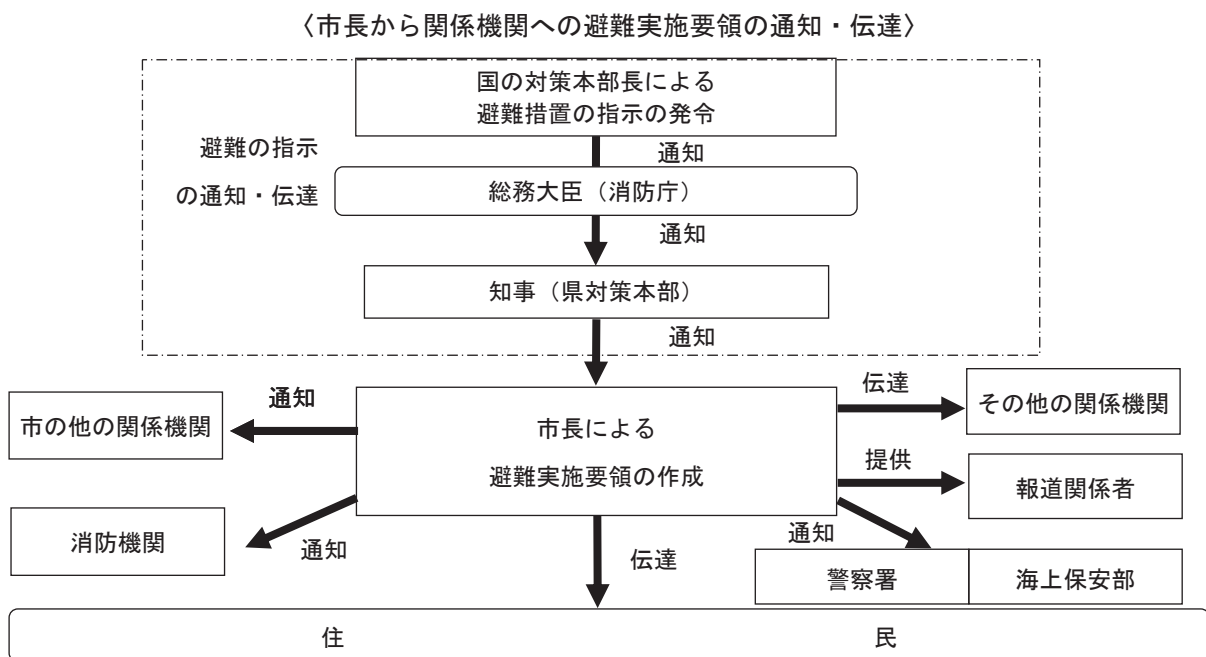 〈市長から関係機関への避難実施要領の通知・伝達〉
国の対策本部長による
避難措置の指示の発令
避難の指示
の通知・伝達
通知
総務大臣（消防庁）
通知
知事（県対策本部）
通知
市の他の関係機関
通知
市長による
避難実施要領の作成
伝達
その他の関係機関
提供
報道関係者
消防機関
通知
伝達
通知
警察署
海上保安部
住民